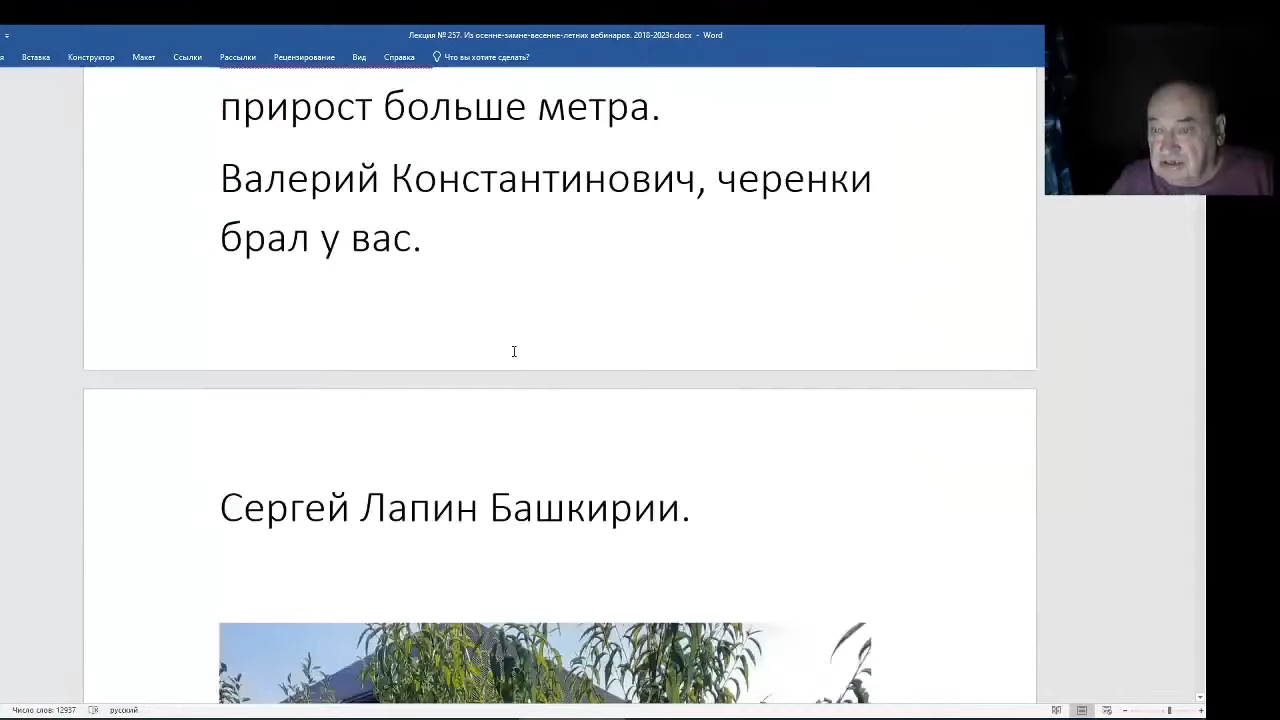 Лекция № 257. Из осенне-зимне-весенне-летних вебинаров. 2018-2023г.docx - Word
я Вставка Конструктор Макет Ссылки Рассылки Рецензирование Вид Справка Что вы хотите сделать?
прирост больше метра.
Валерий Константинович, черенки
брал у вас.
Сергей Лапин Башкирии.
Число слов: 12937 русский